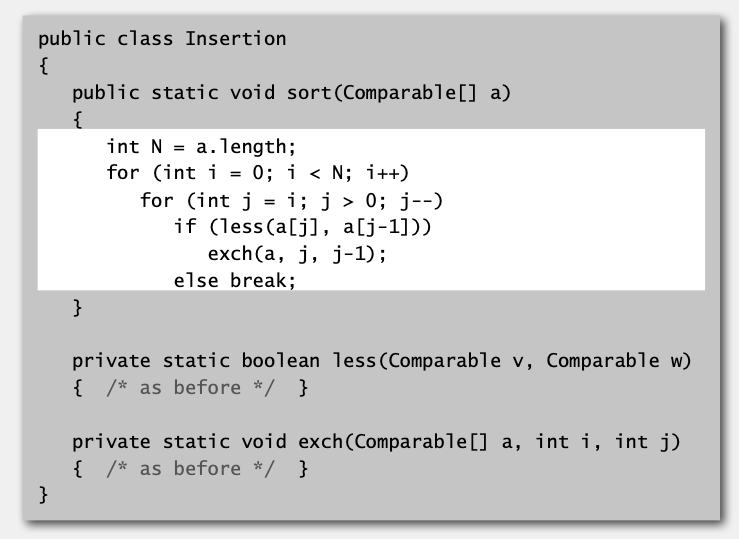 public class Insertion
{
public static void sort(Comparable[] a)
{
int N = a.length;
for (int i = 0; i < N; i++)
for (int j = i; j > 0; j--)
if (less(a[j], a[j-1]))
exch(a, j, j-1);
else break;
}
private static boolean less(Comparable v, Comparable w)
{ /* as before */ }
private static void exch(Comparable[] a, int i, int j)
{ /* as before */ }
}